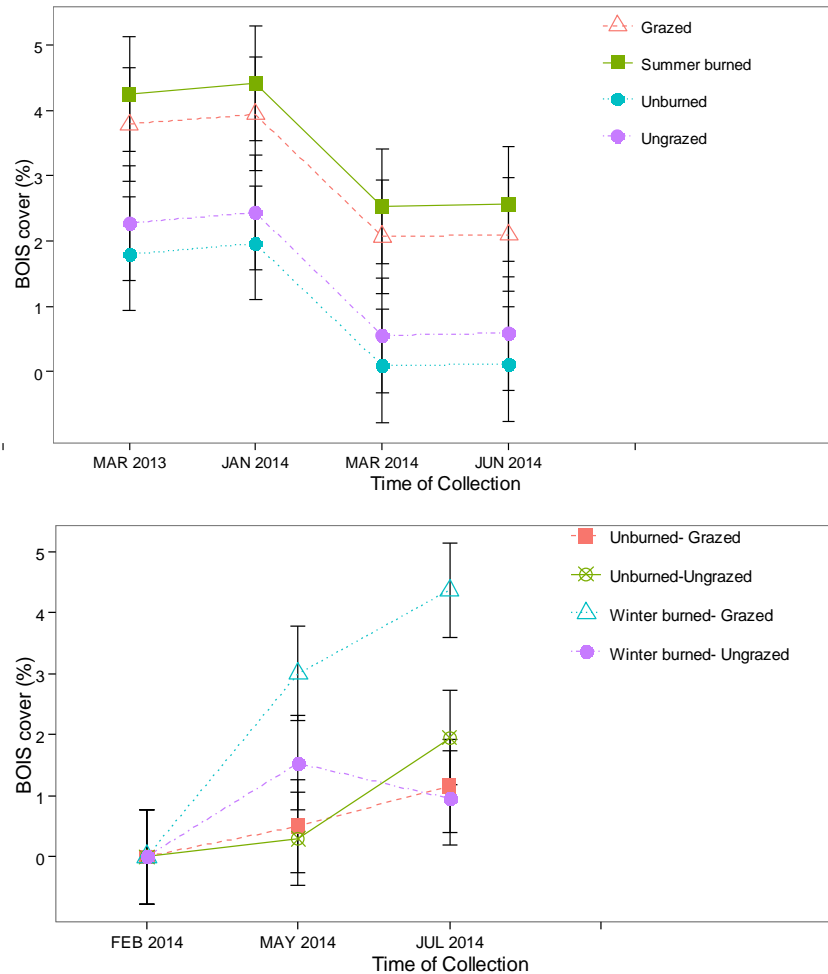 Grazed
Summer burned
Unburned
Ungrazed
BOIS cover (%)
5
4
3
2
1
0
MAR 2013 JAN 2014 MAR 2014 JUN 2014
Time of Collection
Unburned- Grazed
Unburned-Ungrazed
Winter burned- Grazed
Winter burned- Ungrazed
BOIS cover (%)
5
4
3
2
1
0
FEB 2014 MAY 2014 JUL 2014
Time of Collection